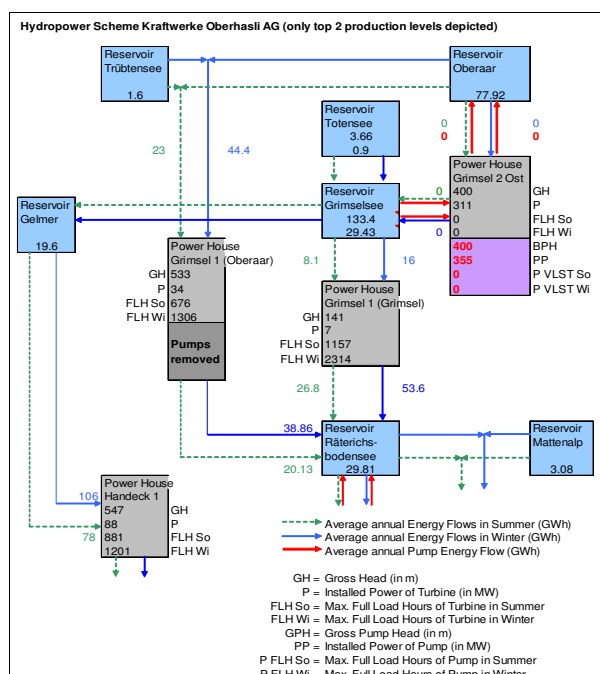 Hydropower Scheme Kraftwerke Oberhasli AG (only top 2 production levels depicted)
Reservoir
Trübtensee
1.6
Reservoir
Oberaar
77.92
Reservoir
Totensee
3.66
0.9
0
0
0
0
23
44.4
Power House
Grimsel 2 Ost
400 GH
311 P
0 FLH So
0 FLH Wi
400 BPH
355 PP
0 P VLST So
0 P VLST Wi
0
0
Reservoir
Gelmer
19.6
Reservoir
Grimselsee
133.4
29.43
Power House
Grimsel 1 (Oberaar)
GH 533
P 34
FLH So 676
FLH Wi 1306
Pumps
removed
8.1
16
Power House
Grimsel 1 (Grimsel)
GH 141
P 7
FLH So 1157
FLH Wi 2314
26.8
53.6
38.86
20.13
Reservoir
Räterichs-
bodensee
29.81
Reservoir
Mattenalp
3.08
Power House
Handeck 1
547 GH
88 P
881 FLH So
1201 FLH Wi
106
78
Average annual Energy Flows in Summer (GWh)
Average annual Energy Flows in Winter (GWh)
Average annual Pump Energy Flow (GWh)
GH = Gross Head (in m)
P = Installed Power of Turbine (in MW)
FLH So = Max. Full Load Hours of Turbine in Summer
FLH Wi = Max. Full Load Hours of Turbine in Winter
GPH = Gross Pump Head (in m)
PP = Installed Power of Pump (in MW)
P FLH So = Max. Full Load Hours of Pump in Summer
P FLH Wi = Max. Full Load Hours of Pump in Winter